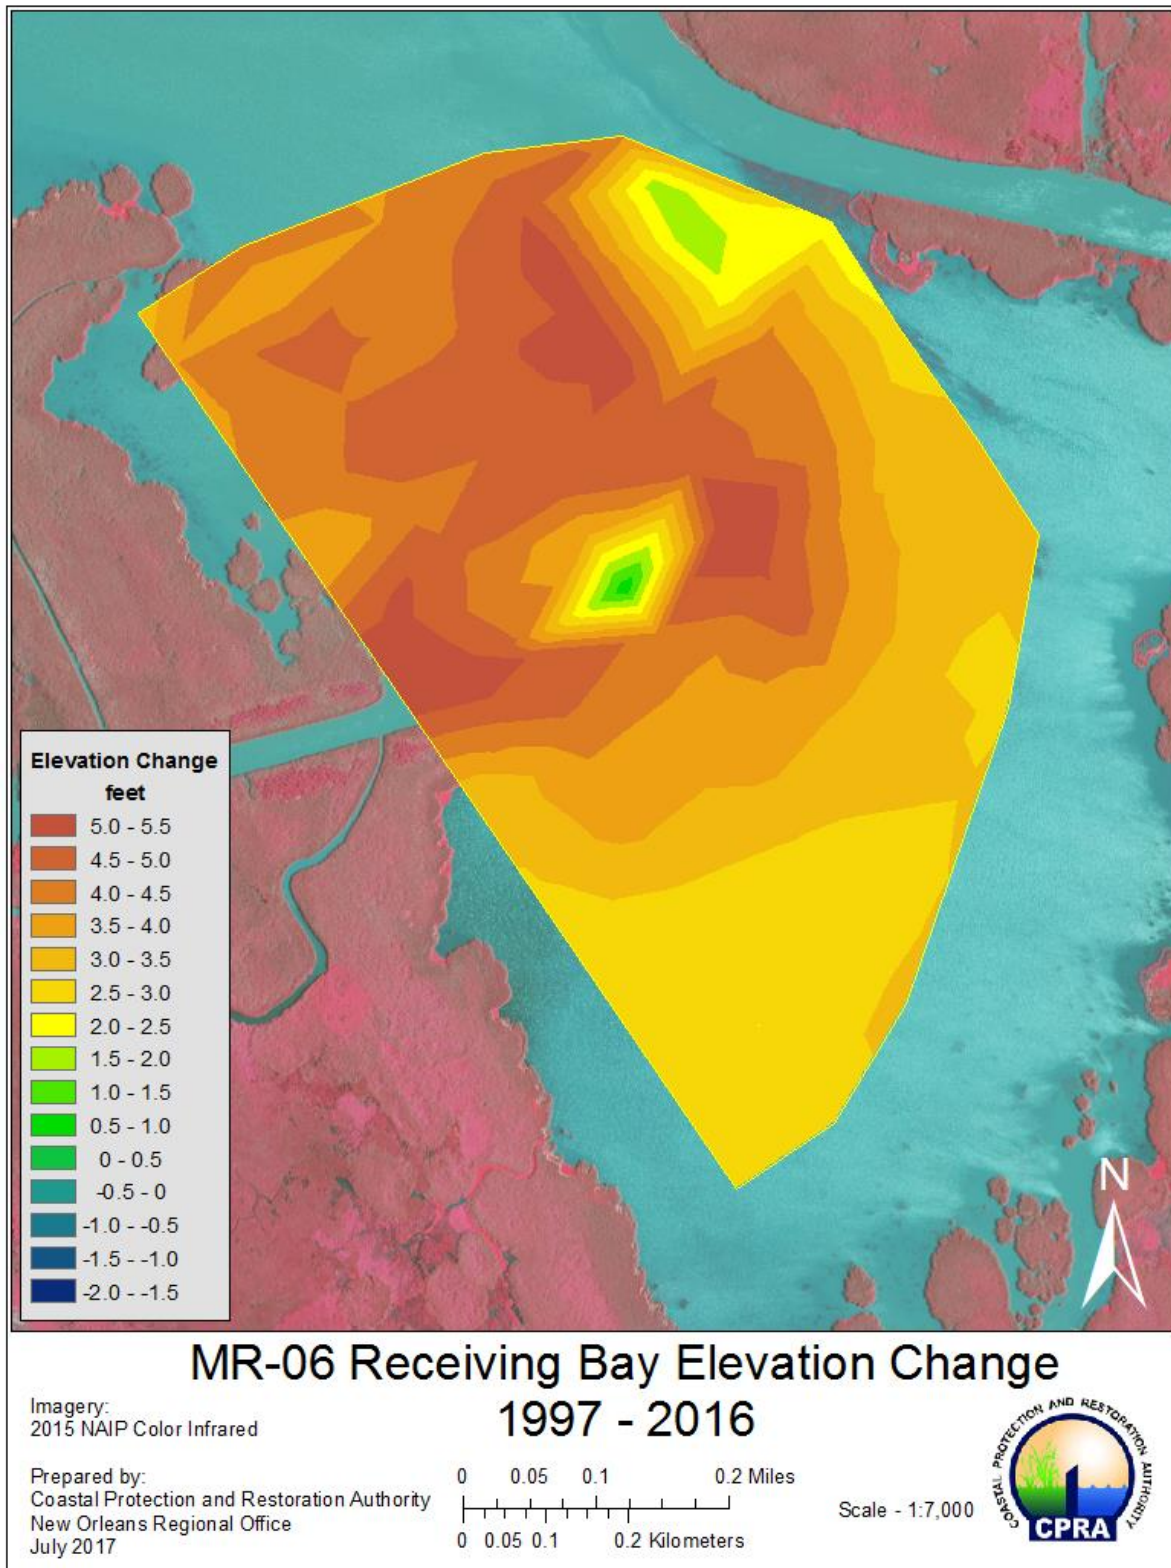 N
Elevation Change
feet
5.0 - 5.5
4.5 - 5.0
4.0 - 4.5
3.5 - 4.0
3.0 - 3.5
2.5 - 3.0
2.0 - 2.5
1.5 - 2.0
1.0 - 1.5
0.5 - 1.0
0 - 0.5
-0.5 - 0
-1.0 - -0.5
-1.5 - -1.0
-2.0 - -1.5
MR-06 Receiving Bay Elevation Change
1997 - 2016
Imagery:
2015 NAIP Color Infrared
Prepared by:
Coastal Protection and Restoration Authority
New Orleans Regional Office
July 2017
0 0.05 0.1 0.2 Miles
0 0.05 0.1 0.2 Kilometers
Scale - 1:7,000
COASTAL PROTECTION AND RESTORATION AUTHORITY
CPRA